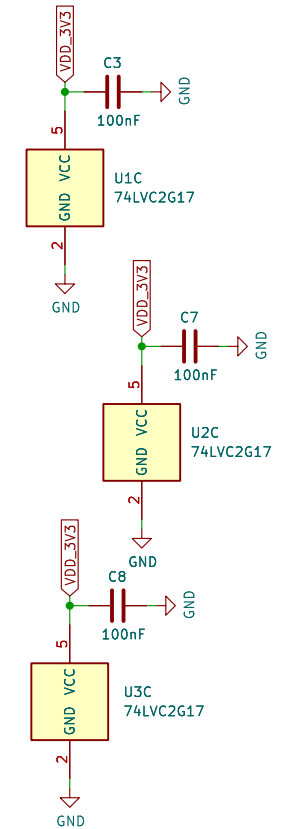 VDD_3V3
C3
100nF
GND
5
VCC
GND
U1C
74LVC2G17
2
GND
VDD_3V3
C7
100nF
GND
5
VCC
GND
U2C
74LVC2G17
2
GND
VDD_3V3
C8
100nF
GND
5
VCC
GND
U3C
74LVC2G17
2
GND